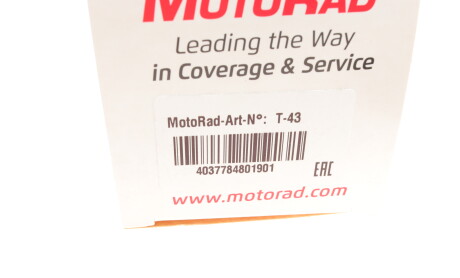 MOTORAD
Leading the Way
in Coverage & Service
MotoRad-Art-N°: T-43
4037784801901
EAC
www.motorad.com